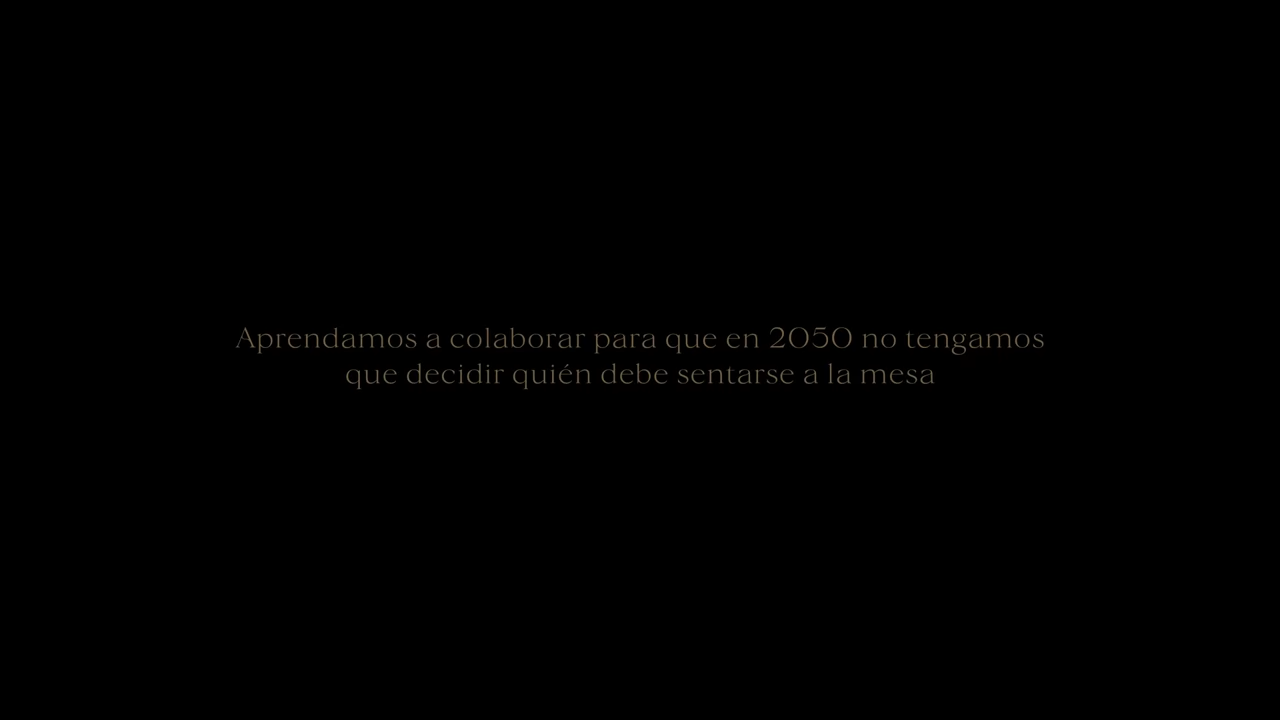 Aprendamos a colaborar para que en 2050 no tengamos
que decidir quién debe sentarse a la mesa